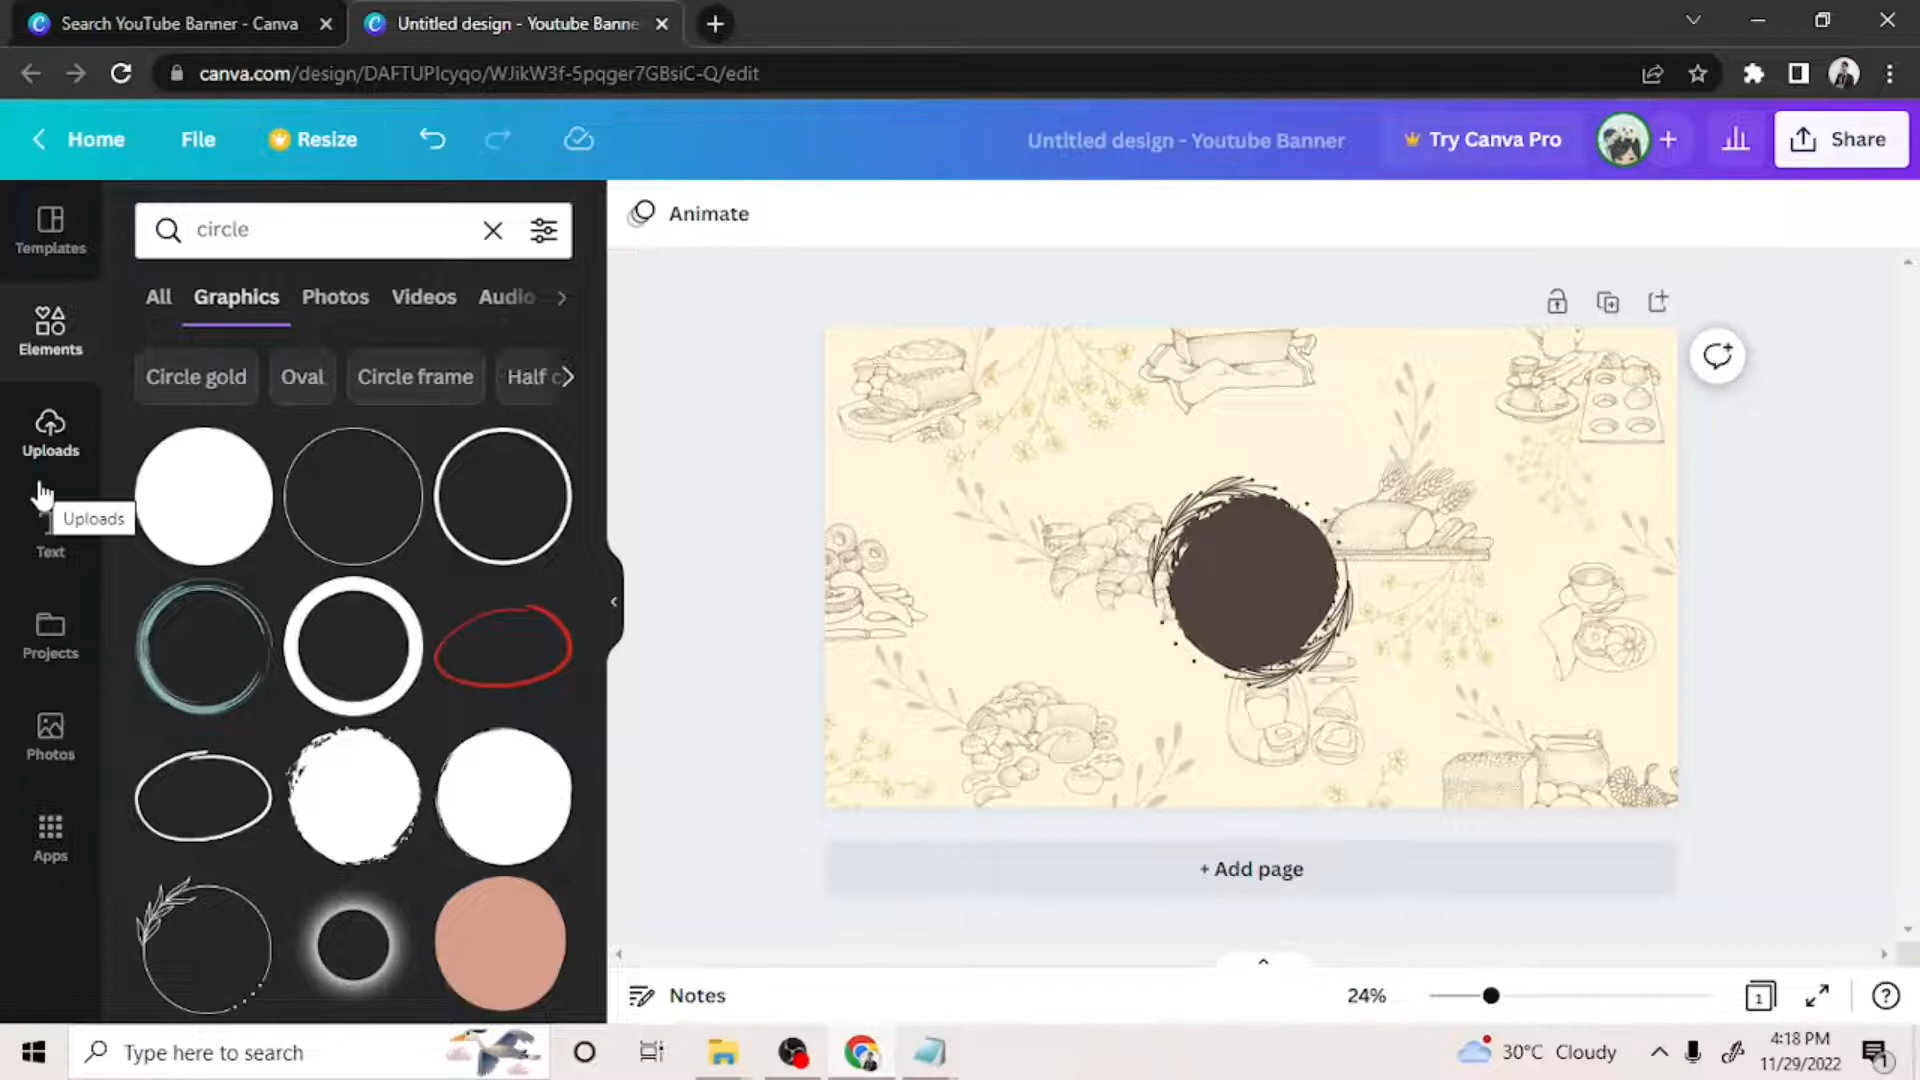 Search YouTube Banner - Canva
Untitled design - Youtube Banne
canva.com/design/DAFTUPIcyqo/WJikW3f-5pqger7GBsiC-Q/edit
Home
File
Resize
Untitled design - Youtube Banner
Try Canva Pro
Share
Templates
Elements
Uploads
Uploads
Text
Projects
Photos
Apps
circle
All
Graphics
Photos
Videos
Audio
Circle gold
Oval
Circle frame
Half c
Animate
+ Add page
Notes
24%
1
Type here to search
30°C Cloudy
4:18 PM
11/29/2022
1